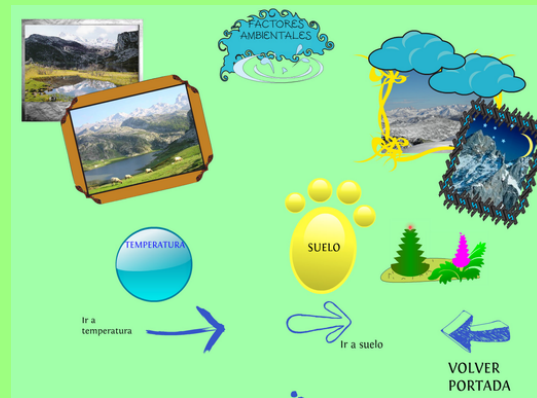 FACTORES
AMBIENTALES
TEMPERATURA
SUELO
Ir a
temperatura
Ir a suelo
VOLVER
PORTADA